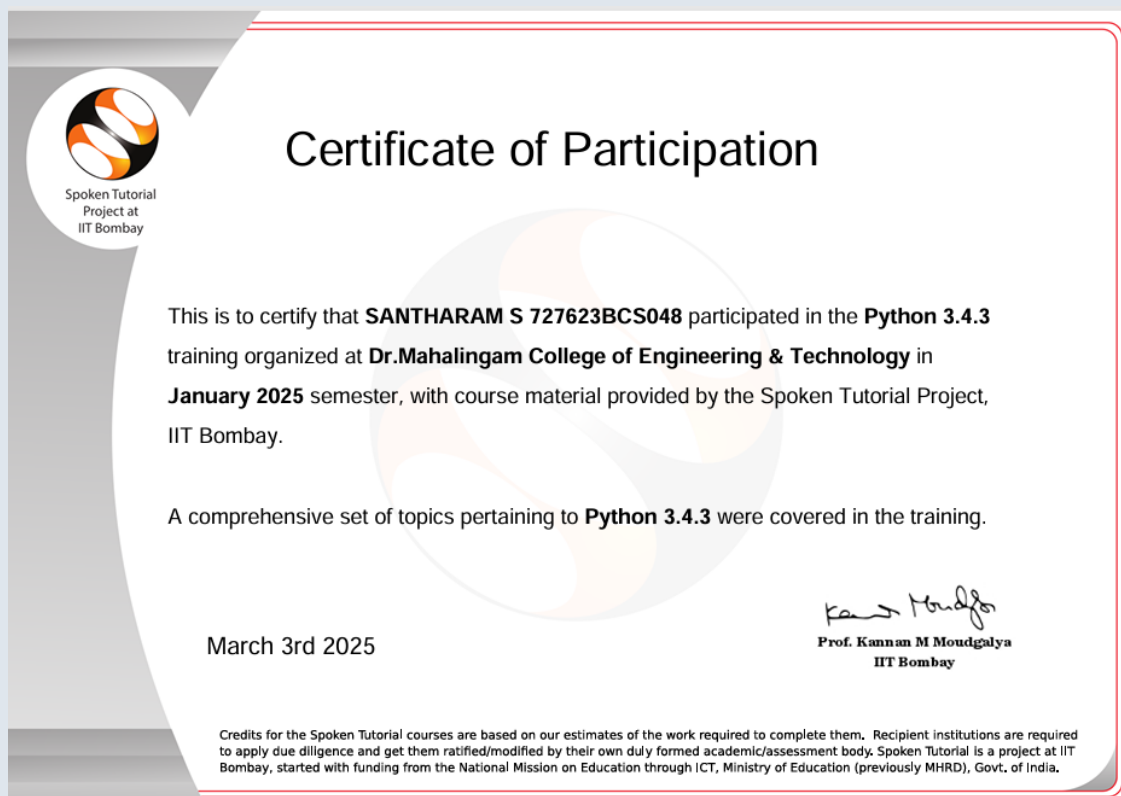 Spoken Tutorial
Project at
IIT Bombay
Certificate of Participation
This is to certify that SANTHARAM S 727623BCS048 participated in the Python 3.4.3
training organized at Dr.Mahalingam College of Engineering & Technology in
January 2025 semester, with course material provided by the Spoken Tutorial Project,
IIT Bombay.
A comprehensive set of topics pertaining to Python 3.4.3 were covered in the training.
March 3rd 2025
Kannan Moudgalya
Prof. Kannan M Moudgalya
IIT Bombay
Credits for the Spoken Tutorial courses are based on our estimates of the work required to complete them. Recipient institutions are required
to apply due diligence and get them ratified/modified by their own duly formed academic/assessment body. Spoken Tutorial is a project at IIT
Bombay, started with funding from the National Mission on Education through ICT, Ministry of Education (previously MHRD), Govt. of India.